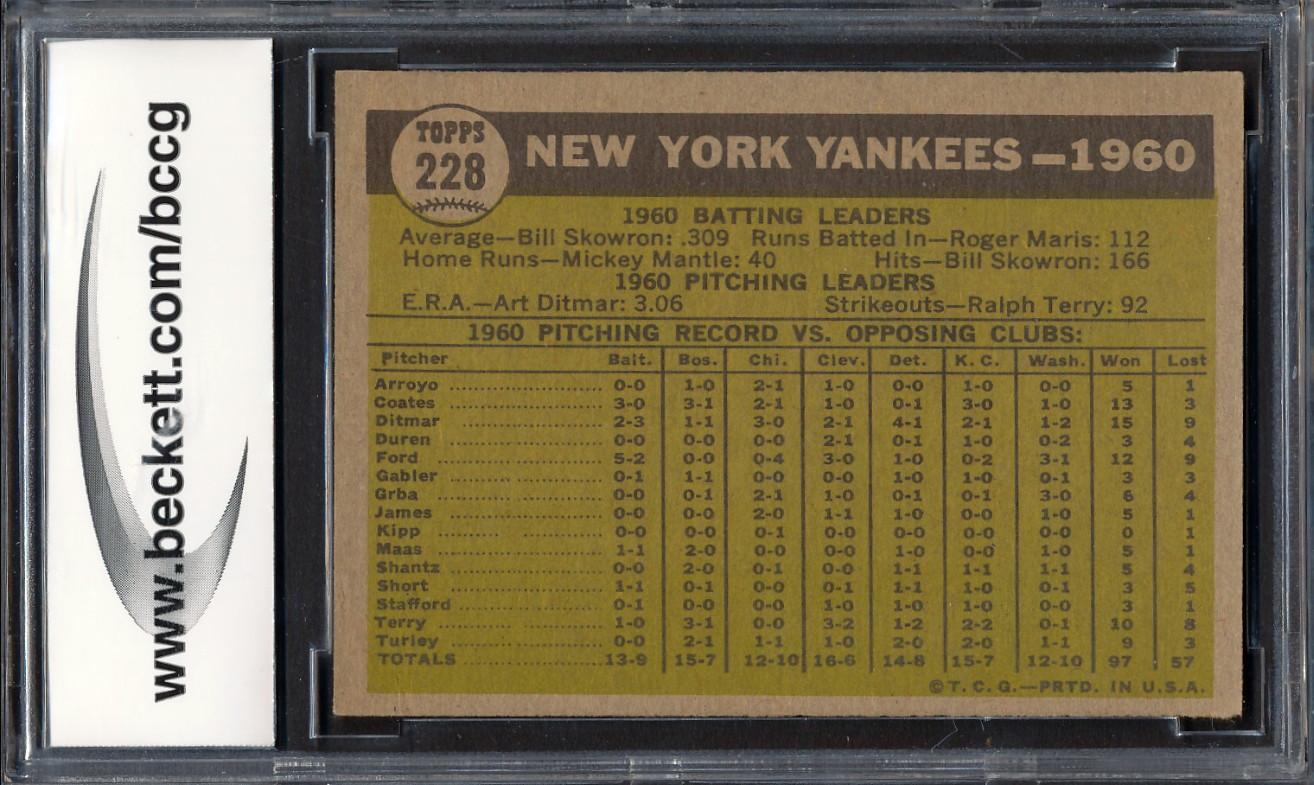 www.beckett.com/bccg
TOPPS
228
NEW YORK YANKEES—1960
1960 BATTING LEADERS
Average—Bill Skowron: .309 Runs Batted In—Roger Maris: 112
Home Runs—Mickey Mantle: 40 Hits—Bill Skowron: 166
1960 PITCHING LEADERS
E.R.A.—Art Ditmar: 3.06 Strikeouts—Ralph Terry: 92
1960 PITCHING RECORD VS. OPPOSING CLUBS:
Pitcher Balt. Bos. Chi. Clev. Det. K. C. Wash. Won Lost
Arroyo 0-0 1-0 2-1 1-0 0-0 1-0 0-0 5 1
Coates 3-0 3-1 2-1 1-0 0-1 3-0 1-0 13 3
Ditmar 2-3 1-1 3-0 2-1 4-1 2-1 1-2 15 9
Duren 0-0 0-0 0-0 2-1 0-1 1-0 0-2 3 4
Ford 5-2 0-0 0-4 3-0 1-0 0-2 3-1 12 9
Gabler 0-1 1-1 0-0 0-0 1-0 1-0 0-1 3 3
Grba 0-0 0-1 2-1 1-0 0-1 0-1 3-0 6 4
James 0-0 0-0 2-0 1-1 1-0 0-0 1-0 5 1
Kipp 0-0 0-0 0-1 0-0 0-0 0-0 0-0 0 1
Maas 1-1 2-0 0-0 0-0 1-0 0-0 1-0 5 1
Shantz 0-0 2-0 0-1 0-0 1-1 1-1 1-1 5 4
Short 1-1 0-1 0-0 0-1 1-1 1-0 0-1 3 5
Stafford 0-1 0-0 0-0 1-0 1-0 1-0 0-0 3 1
Terry 1-0 3-1 0-0 3-2 1-2 2-2 0-1 10 8
Turley 0-0 2-1 1-1 1-0 2-0 2-0 1-1 9 3
TOTALS 13-9 15-7 12-10 16-6 14-8 15-7 12-10 97 57
©T. C. G.—PRTD. IN U.S.A.